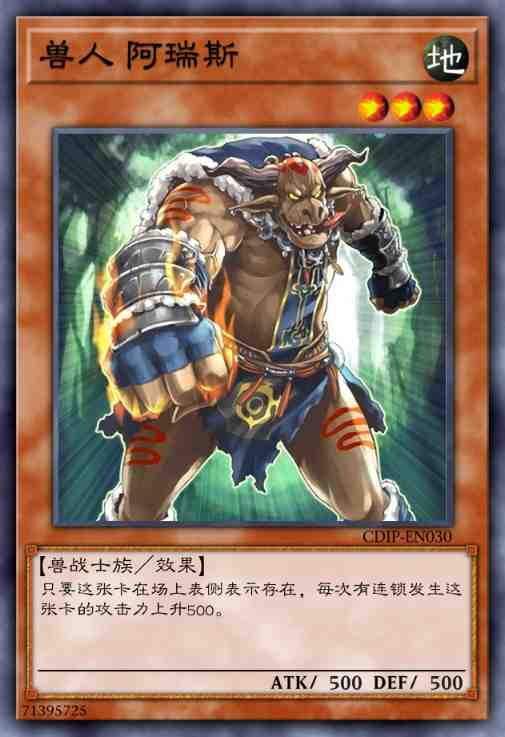 兽人 阿瑞斯
地
CDIP-EN030
【兽战士族／效果】
只要这张卡在场上表侧表示存在，每次有连锁发生这
张卡的攻击力上升500。
ATK/ 500 DEF/ 500
71395725